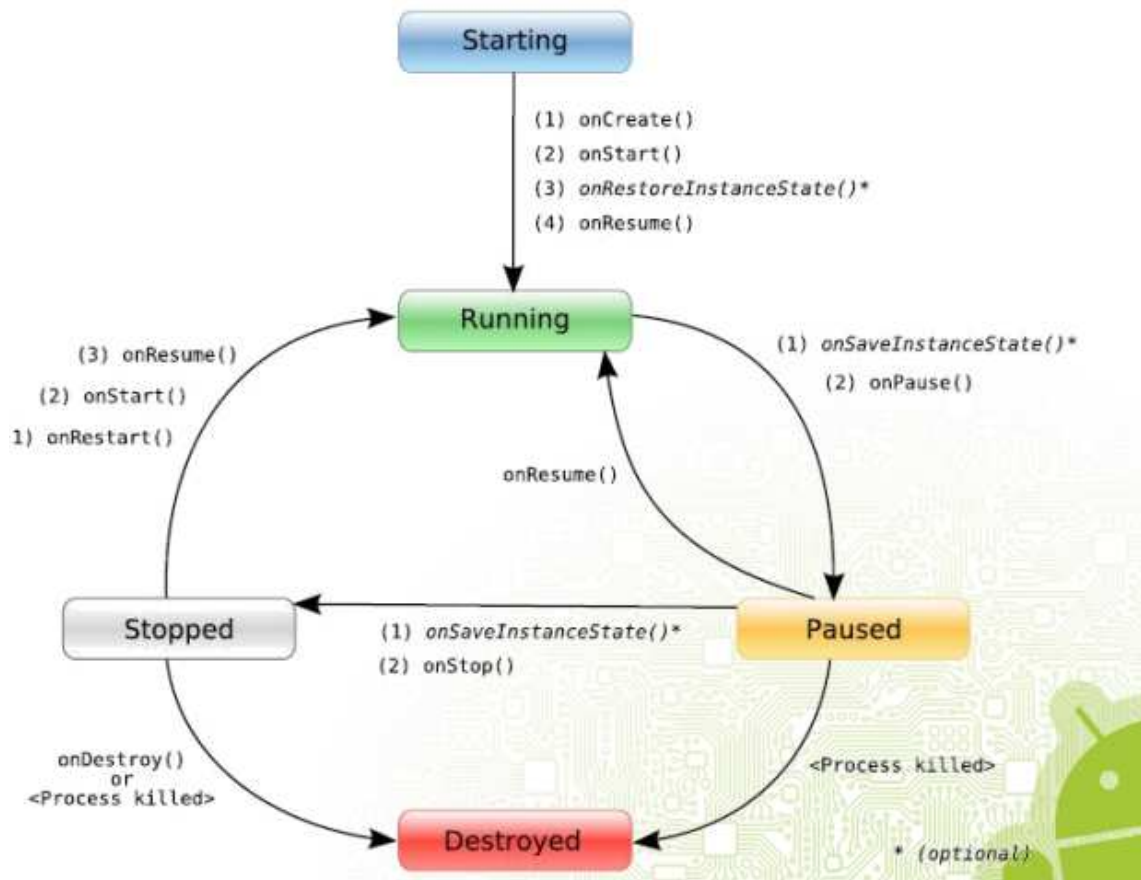 Starting
(1) onCreate()
(2) onStart()
(3) onRestoreInstanceState()*
(4) onResume()
Running
(3) onResume()
(2) onStart()
1) onRestart()
(1) onSaveInstanceState()*
(2) onPause()
onResume()
Stopped
(1) onSaveInstanceState()*
(2) onStop()
Paused
onDestroy()
or
<Process killed>
<Process killed>
Destroyed
* (optional)